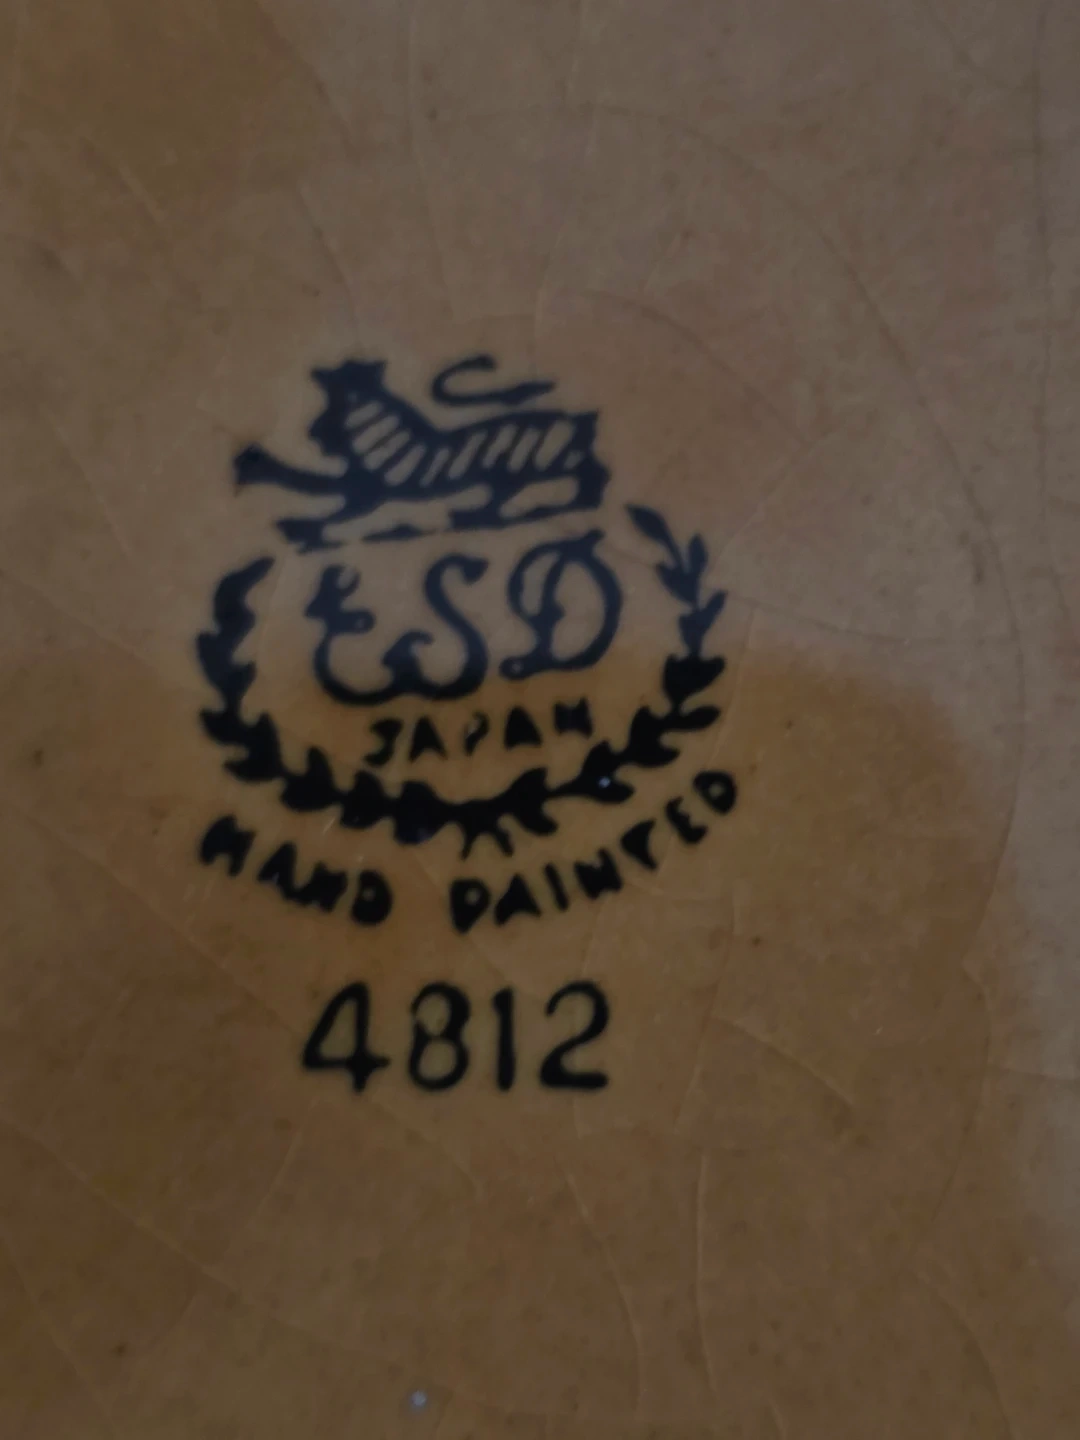 ESD
JAPAN
HAND PAINTED
4812